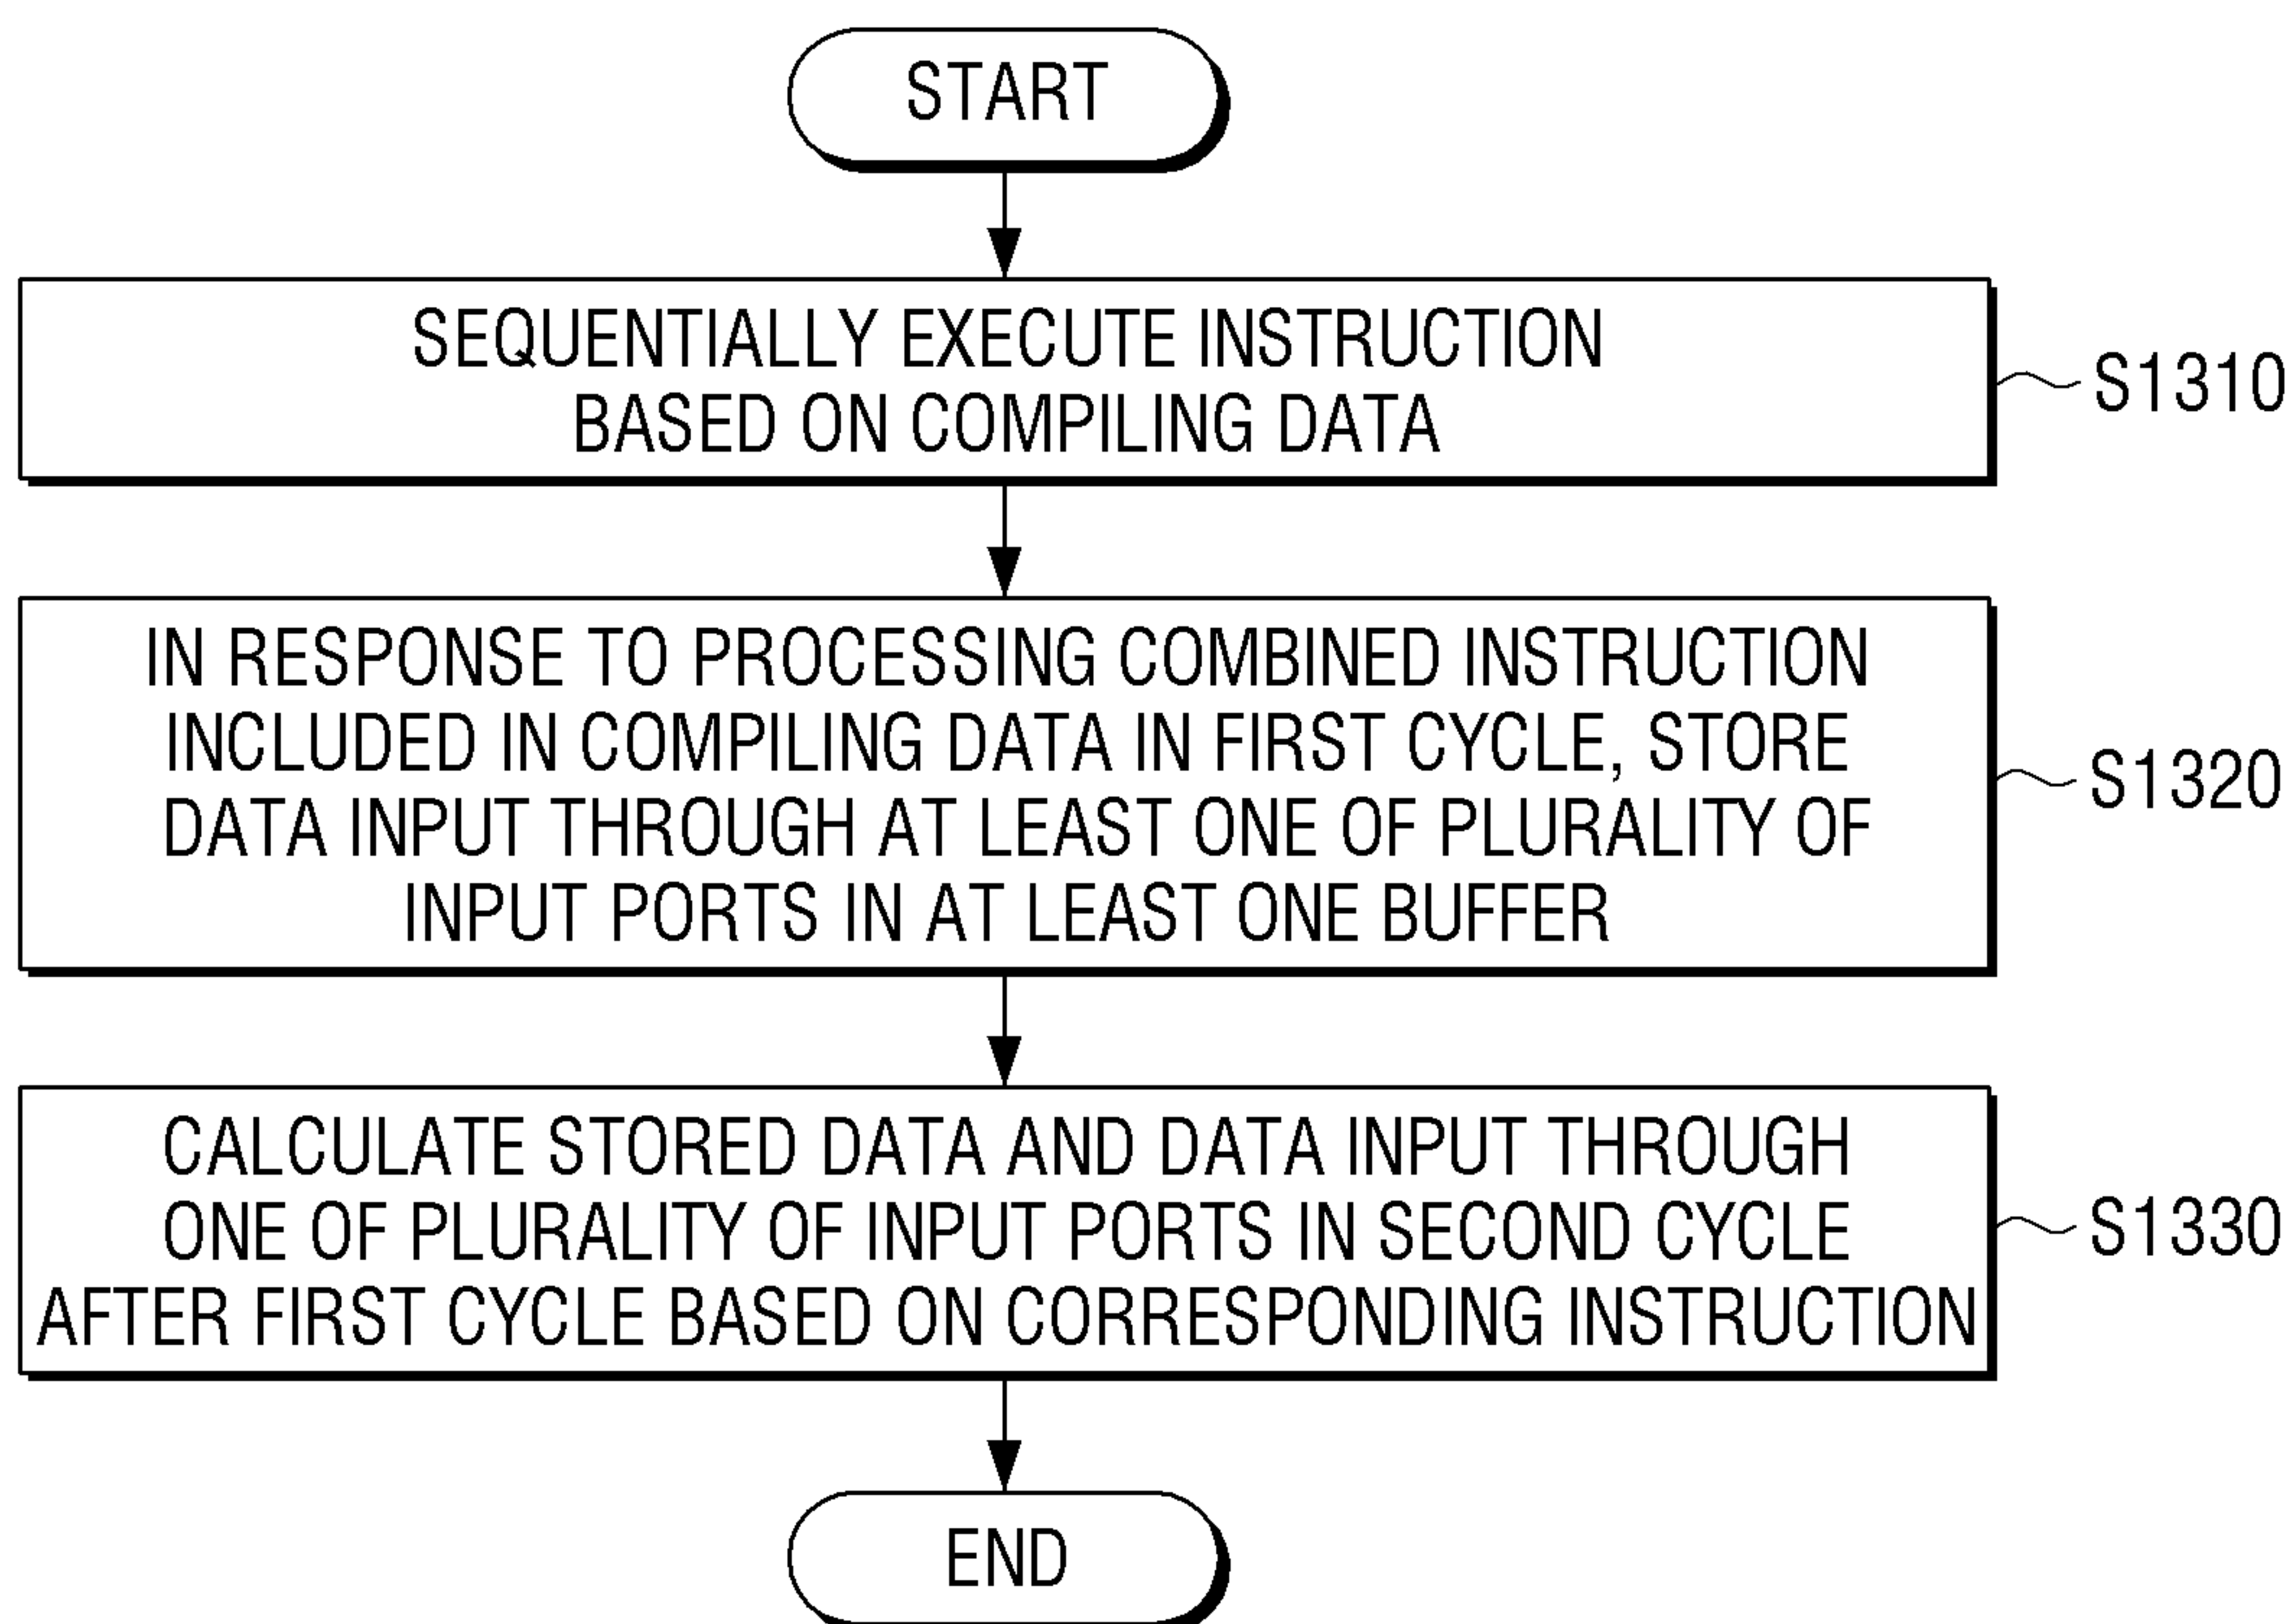 START
SEQUENTIALLY EXECUTE INSTRUCTION
BASED ON COMPILING DATA
S1310
IN RESPONSE TO PROCESSING COMBINED INSTRUCTION
INCLUDED IN COMPILING DATA IN FIRST CYCLE, STORE
DATA INPUT THROUGH AT LEAST ONE OF PLURALITY OF
INPUT PORTS IN AT LEAST ONE BUFFER
S1320
CALCULATE STORED DATA AND DATA INPUT THROUGH
ONE OF PLURALITY OF INPUT PORTS IN SECOND CYCLE
AFTER FIRST CYCLE BASED ON CORRESPONDING INSTRUCTION
S1330
END